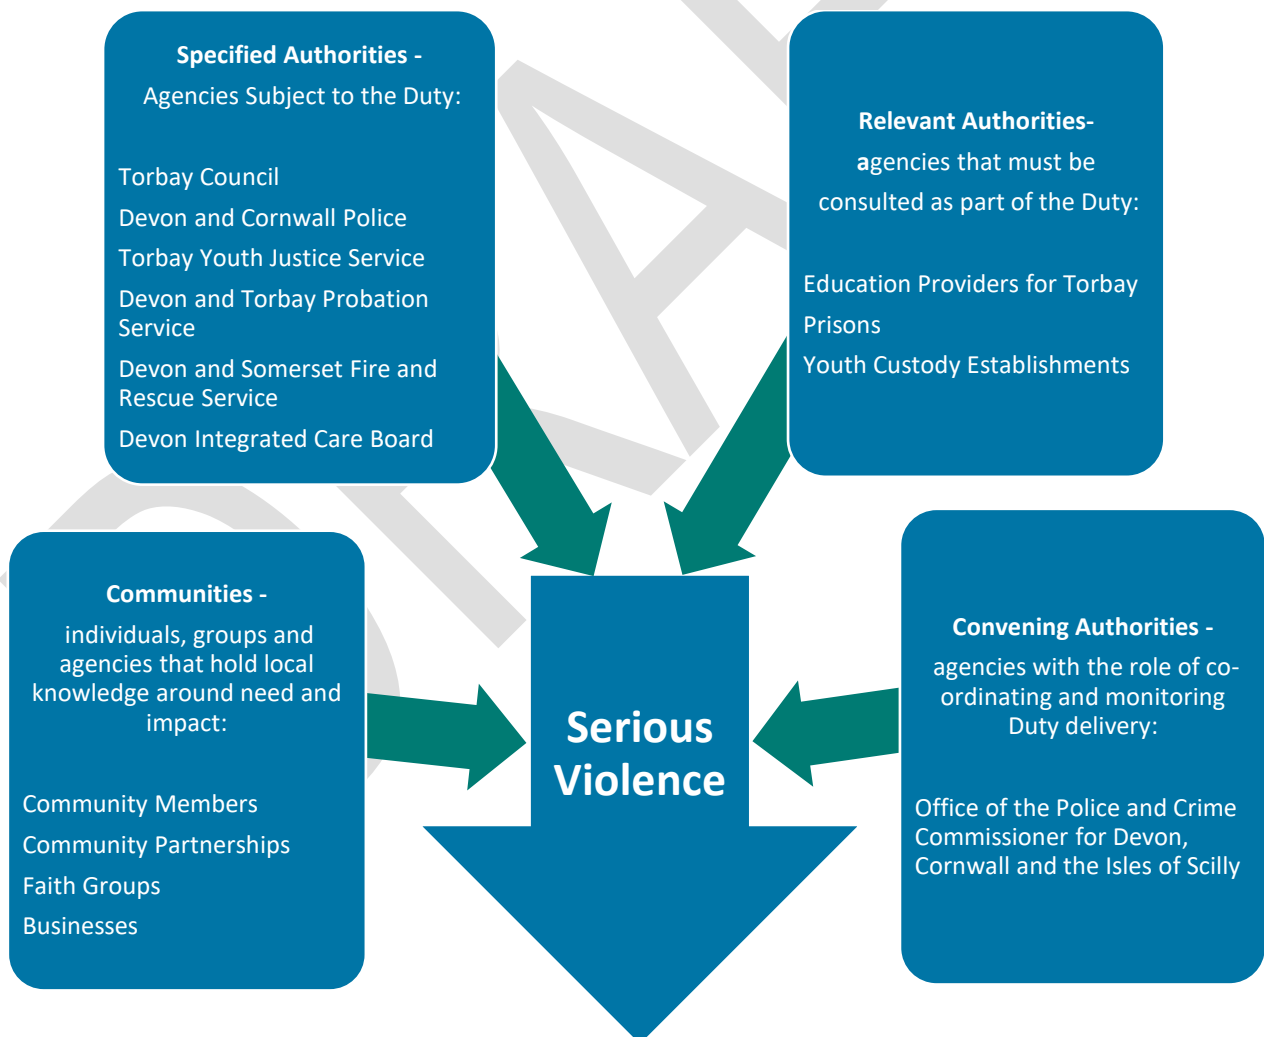 Specified Authorities -
Agencies Subject to the Duty:
Torbay Council
Devon and Cornwall Police
Torbay Youth Justice Service
Devon and Torbay Probation
Service
Devon and Somerset Fire and
Rescue Service
Devon Integrated Care Board
Relevant Authorities-
agencies that must be
consulted as part of the Duty:
Education Providers for Torbay
Prisons
Youth Custody Establishments
Communities -
individuals, groups and
agencies that hold local
knowledge around need and
impact:
Community Members
Community Partnerships
Faith Groups
Businesses
Serious
Violence
Convening Authorities -
agencies with the role of co-
ordinating and monitoring
Duty delivery:
Office of the Police and Crime
Commissioner for Devon,
Cornwall and the Isles of Scilly